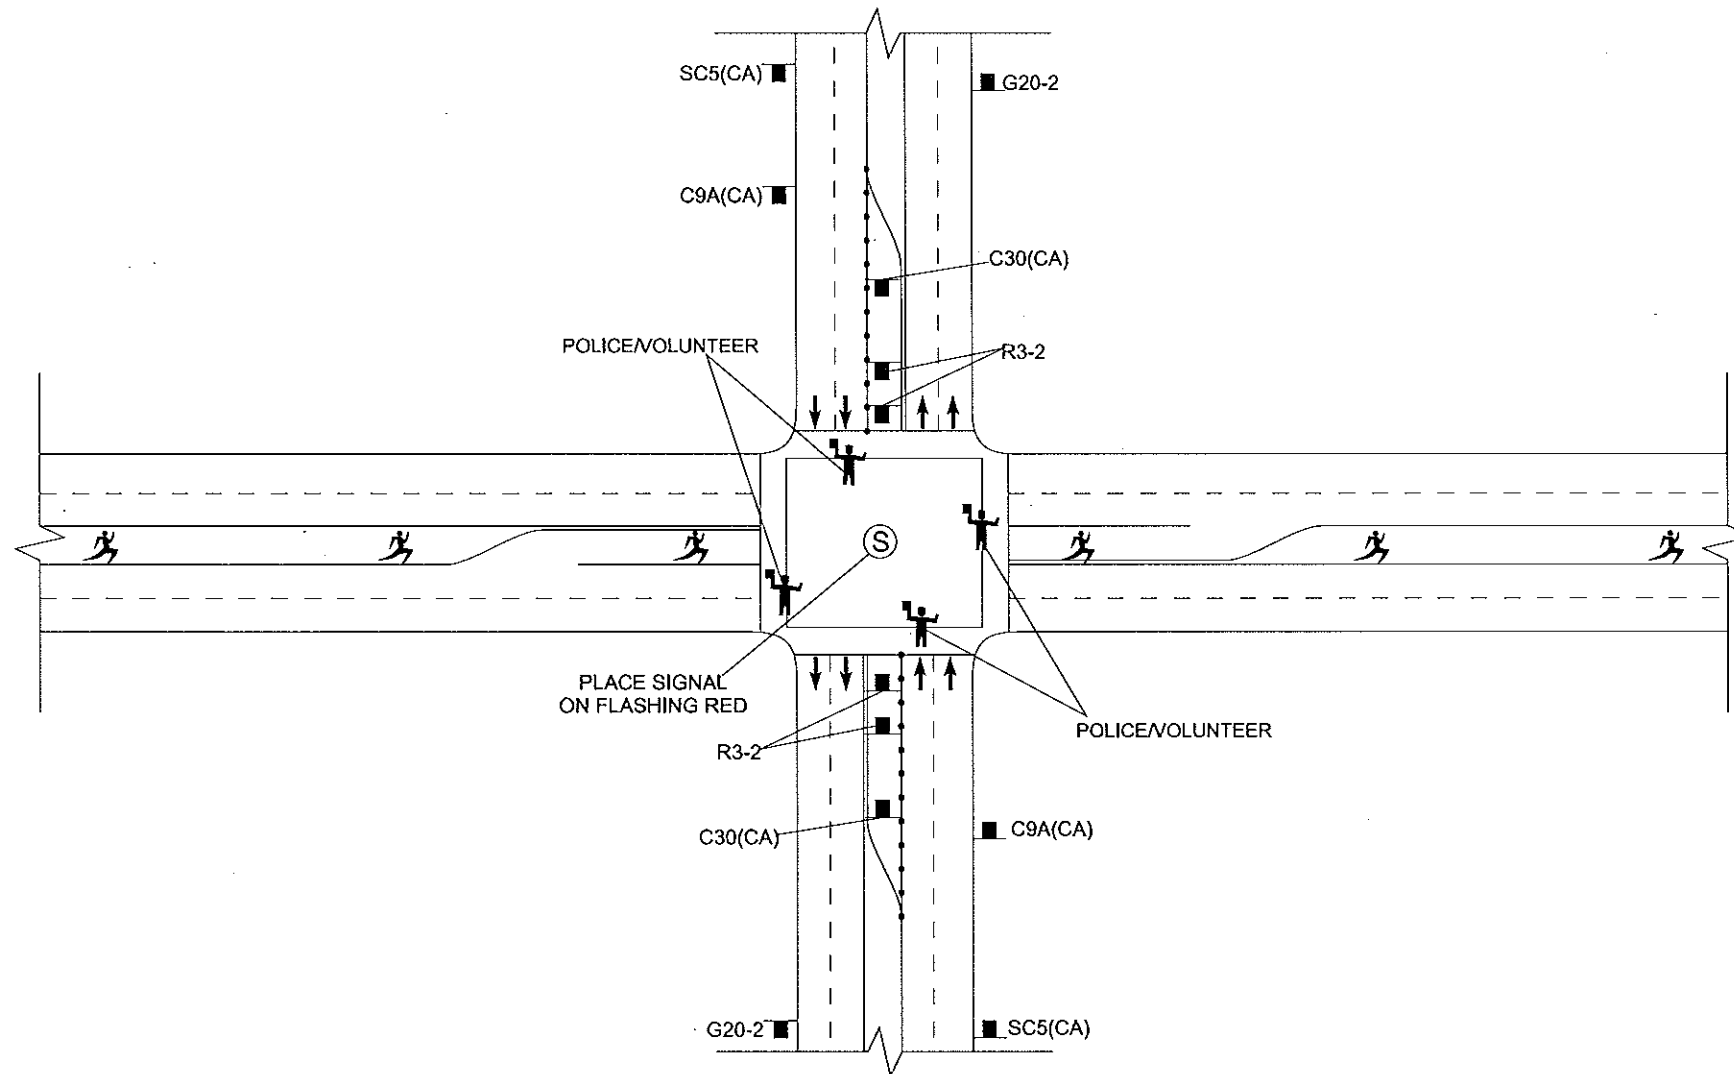 SC5(CA)
G20-2
C9A(CA)
C30(CA)
POLICE/VOLUNTEER
R3-2
S
PLACE SIGNAL
ON FLASHING RED
POLICE/VOLUNTEER
R3-2
C30(CA)
C9A(CA)
G20-2
SC5(CA)